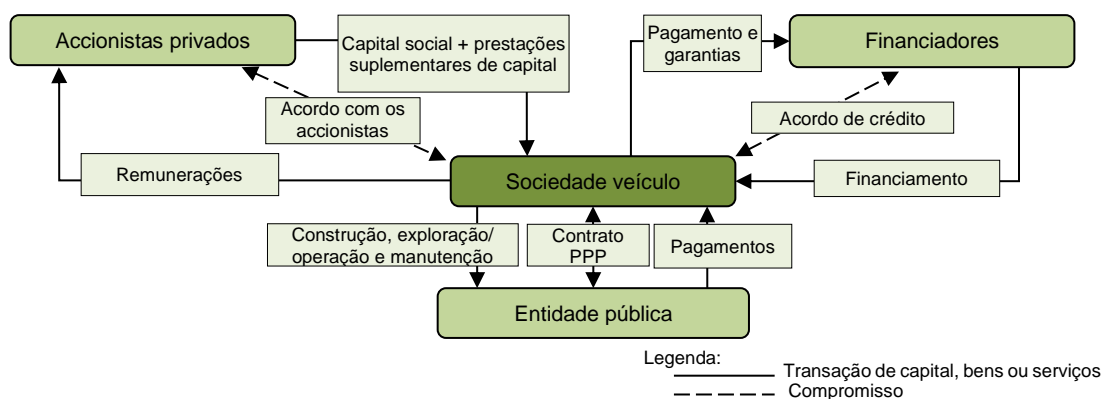 Accionistas privados
Capital social + prestações
suplementares de capital
Pagamento e
garantias
Financiadores
Acordo com os
accionistas
Acordo de crédito
Remunerações
Sociedade veículo
Financiamento
Construção, exploração/
operação e manutenção
Contrato
PPP
Pagamentos
Entidade pública
Legenda:
Transação de capital, bens ou serviços
Compromisso